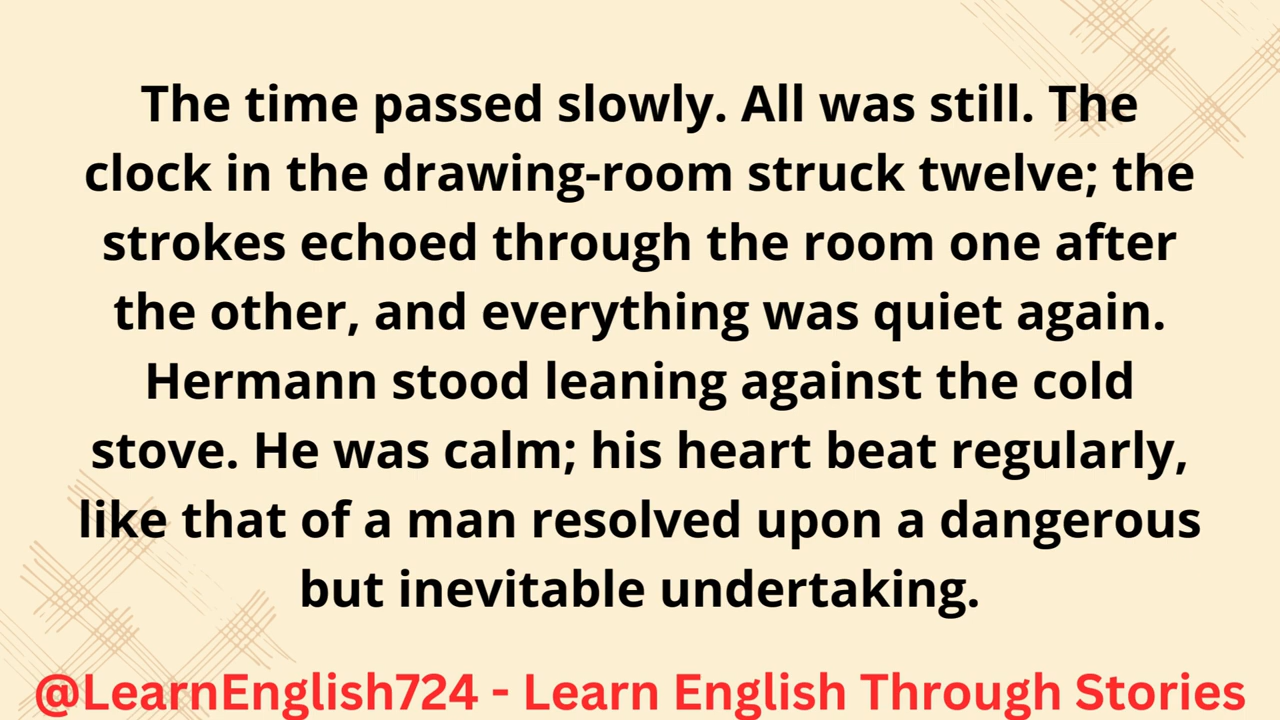 The time passed slowly. All was still. The
clock in the drawing-room struck twelve; the
strokes echoed through the room one after
the other, and everything was quiet again.
Hermann stood leaning against the cold
stove. He was calm; his heart beat regularly,
like that of a man resolved upon a dangerous
but inevitable undertaking.
@LearnEnglish724 - Learn English Through Stories